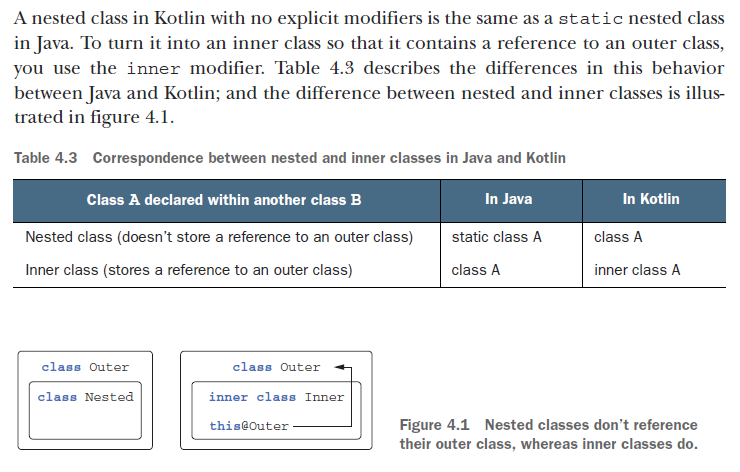 A nested class in Kotlin with no explicit modifiers is the same as a static nested class
in Java. To turn it into an inner class so that it contains a reference to an outer class,
you use the inner modifier. Table 4.3 describes the differences in this behavior
between Java and Kotlin; and the difference between nested and inner classes is illus-
trated in figure 4.1.
Table 4.3 Correspondence between nested and inner classes in Java and Kotlin
Class A declared within another class B In Java In Kotlin
Nested class (doesn’t store a reference to an outer class) static class A class A
Inner class (stores a reference to an outer class) class A inner class A
class Outer
class Nested
class Outer
inner class Inner
this@Outer
Figure 4.1 Nested classes don’t reference
their outer class, whereas inner classes do.